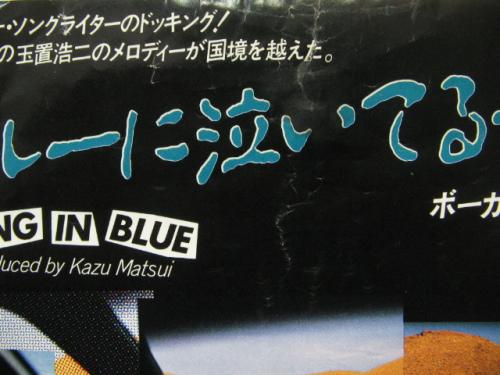 ー・ソングライターのドッキング!
の玉置浩二のメロディーが国境を越えた。
ルーに泣いてる
ボーカ
NG IN BLUE
duced by Kazu Matsui